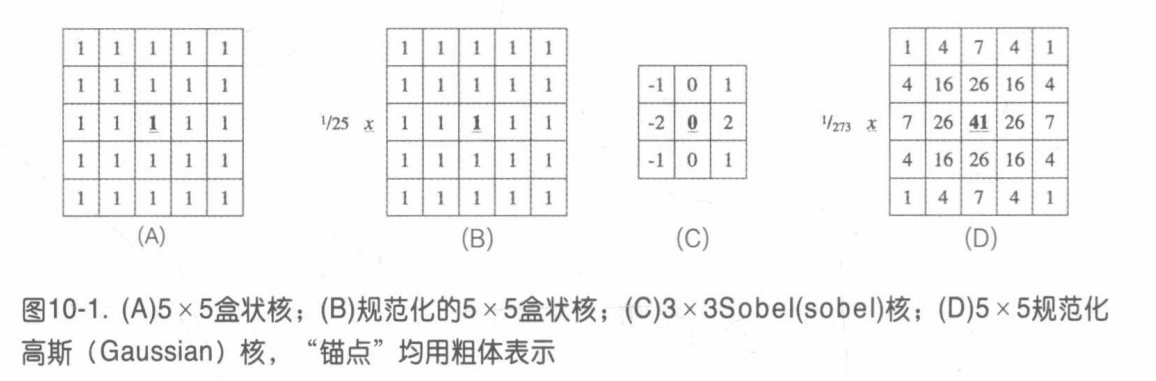 1 1 1 1 1
1 1 1 1 1
1 1 1 1 1
1 1 1 1 1
1 1 1 1 1
(A)
1/25 x
1 1 1 1 1
1 1 1 1 1
1 1 1 1 1
1 1 1 1 1
1 1 1 1 1
(B)
-1 0 1
-2 0 2
-1 0 1
(C)
1/273 x
1 4 7 4 1
4 16 26 16 4
7 26 41 26 7
4 16 26 16 4
1 4 7 4 1
(D)
图10-1. (A)5×5盒状核；(B)规范化的5×5盒状核；(C)3×3Sobel(sobel)核；(D)5×5规范化
高斯（Gaussian）核，“锚点”均用粗体表示